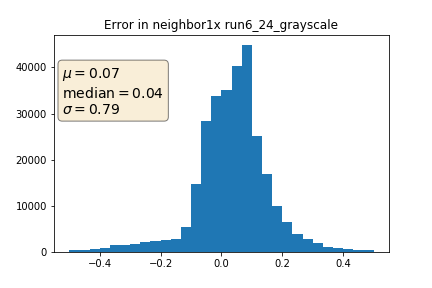 Error in neighbor1x run6_24_grayscale
μ = 0.07
median = 0.04
σ = 0.79
40000
30000
20000
10000
0
−0.4 −0.2 0.0 0.2 0.4